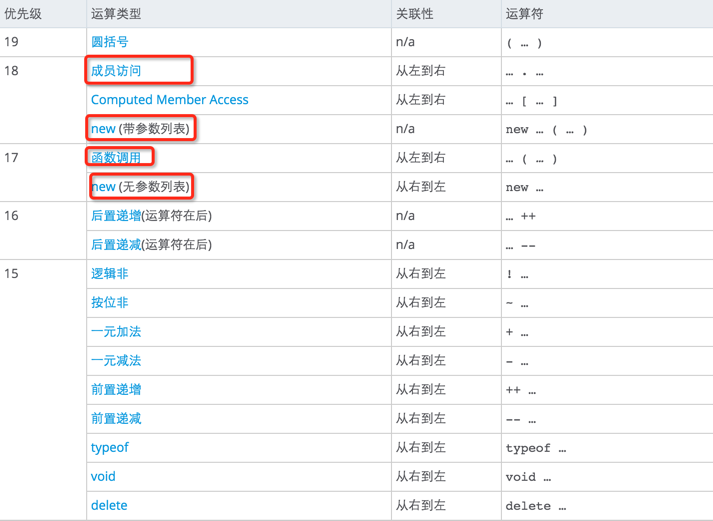 优先级 运算类型 关联性 运算符
19 圆括号 n/a ( … )
18 成员访问 从左到右 … . …
Computed Member Access 从左到右 … [ … ]
new (带参数列表) n/a new … ( … )
17 函数调用 从左到右 … ( … )
new (无参数列表) 从右到左 new …
16 后置递增(运算符在后) n/a … ++
后置递减(运算符在后) n/a … --
15 逻辑非 从右到左 ! …
按位非 从右到左 ~ …
一元加法 从右到左 + …
一元减法 从右到左 - …
前置递增 从右到左 ++ …
前置递减 从右到左 -- …
typeof 从右到左 typeof …
void 从右到左 void …
delete 从右到左 delete …